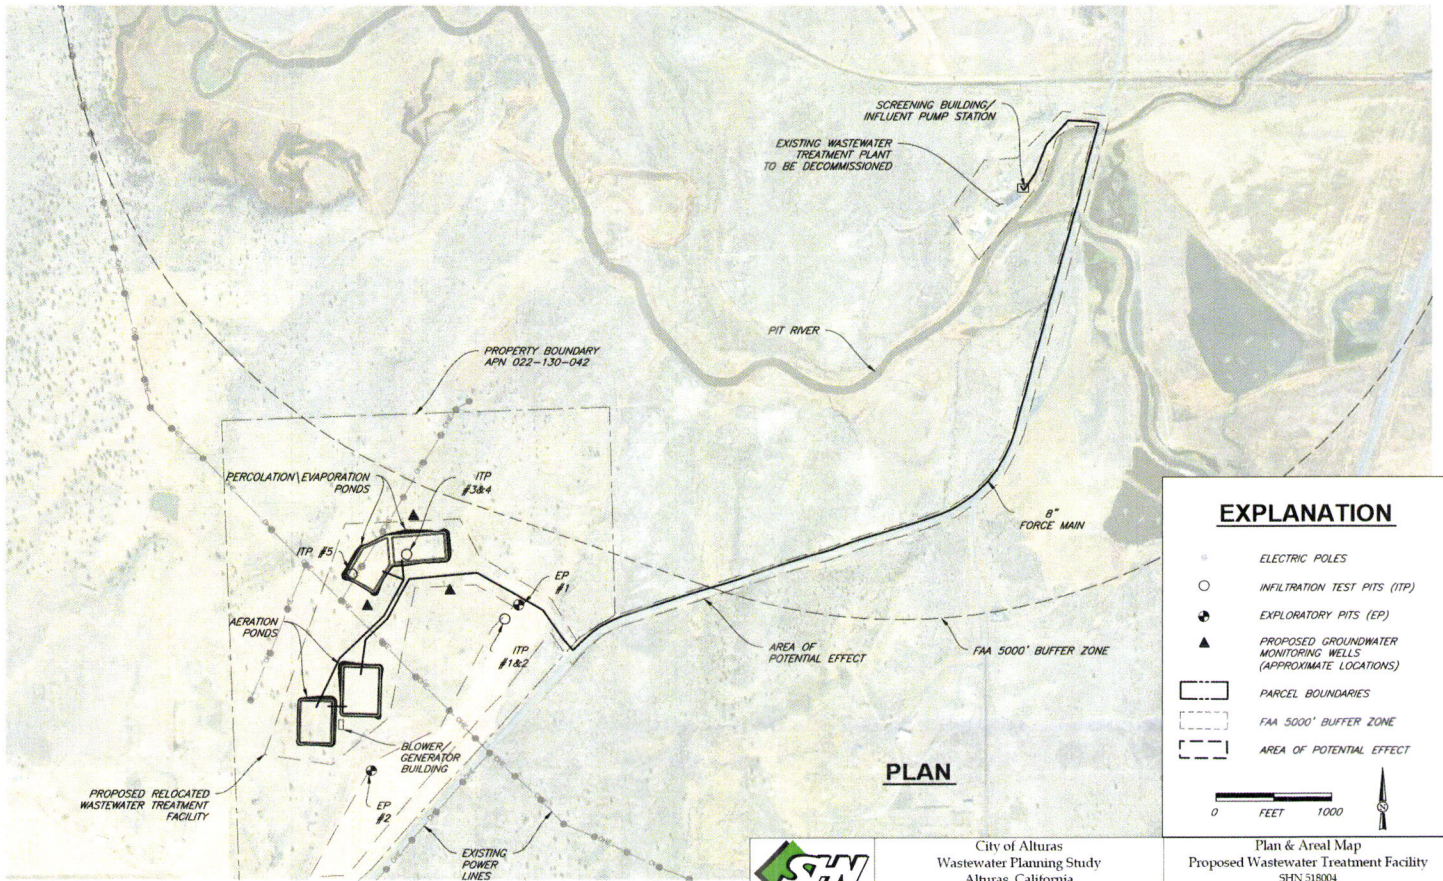 SCREENING BUILDING/
INFLUENT PUMP STATION
EXISTING WASTEWATER
TREATMENT PLANT
TO BE DECOMMISSIONED
PIT RIVER
PROPERTY BOUNDARY
APN 022-130-042
PERCOLATION\EVAPORATION
PONDS
ITP
#3&4
ITP #5
EP
#1
AERATION
PONDS
ITP
#1&2
8"
FORCE MAIN
AREA OF
POTENTIAL EFFECT
FAA 5000' BUFFER ZONE
BLOWER/
GENERATOR
BUILDING
PROPOSED RELOCATED
WASTEWATER TREATMENT
FACILITY
EP
#2
EXISTING
POWER
LINES
PLAN
EXPLANATION
ELECTRIC POLES
INFILTRATION TEST PITS (ITP)
EXPLORATORY PITS (EP)
PROPOSED GROUNDWATER
MONITORING WELLS
(APPROXIMATE LOCATIONS)
PARCEL BOUNDARIES
FAA 5000' BUFFER ZONE
AREA OF POTENTIAL EFFECT
0 FEET 1000
N
SHN
City of Alturas
Wastewater Planning Study
Alturas, California
Plan & Areal Map
Proposed Wastewater Treatment Facility
SHN 518004